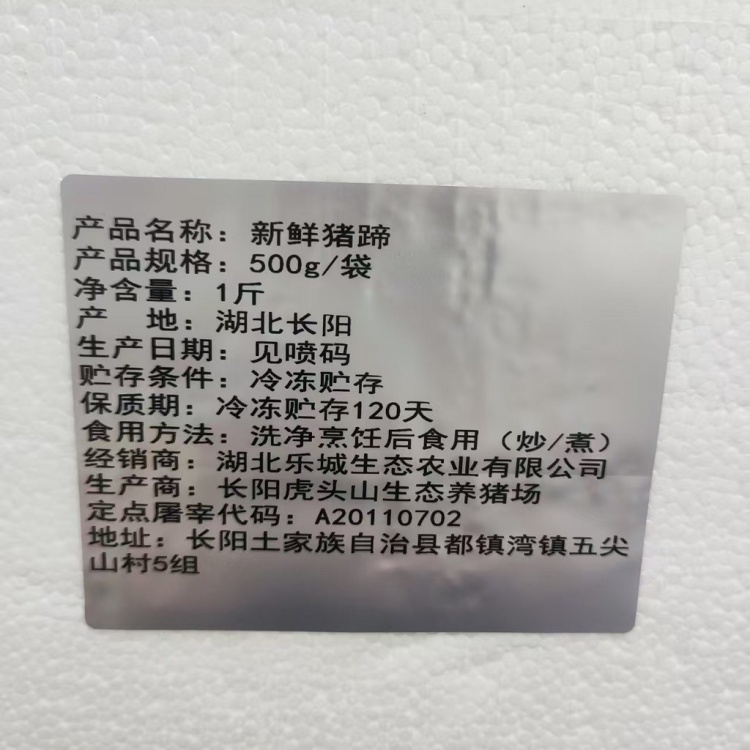 产品名称：新鲜猪蹄
产品规格：500g/袋
净含量：1斤
产　地：湖北长阳
生产日期：见喷码
贮存条件：冷冻贮存
保质期：冷冻贮存120天
食用方法：洗净烹饪后食用（炒/煮）
经销商：湖北乐城生态农业有限公司
生产商：长阳虎头山生态养猪场
定点屠宰代码：A20110702
地址：长阳土家族自治县都镇湾镇五尖
山村5组